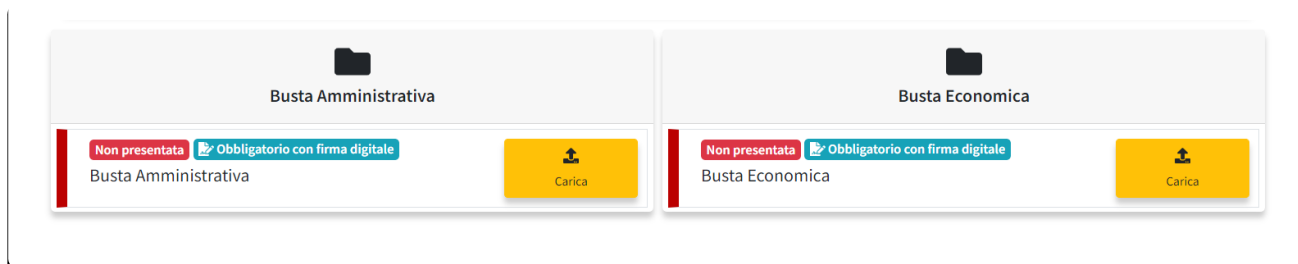 Busta Amministrativa
Non presentata Obbligatorio con firma digitale
Busta Amministrativa
Carica
Busta Economica
Non presentata Obbligatorio con firma digitale
Busta Economica
Carica